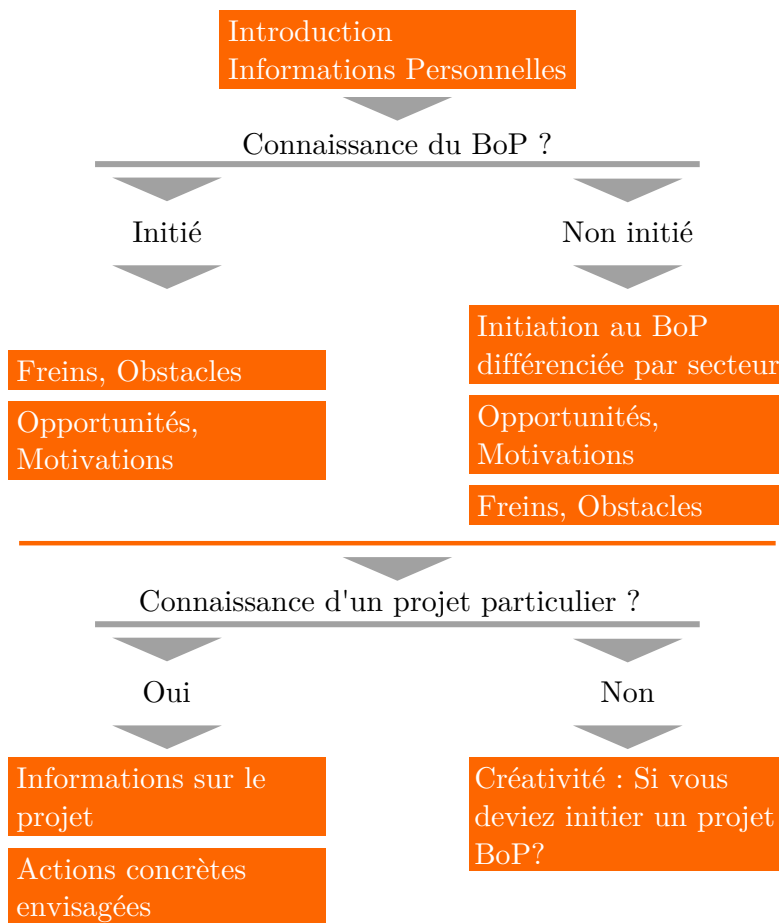 Introduction
Informations Personnelles
Connaissance du BoP ?
Initié
Non initié
Freins, Obstacles
Opportunités,
Motivations
Initiation au BoP
différenciée par secteur
Opportunités,
Motivations
Freins, Obstacles
Connaissance d'un projet particulier ?
Oui
Non
Informations sur le
projet
Actions concrètes
envisagées
Créativité : Si vous
deviez initier un projet
BoP?